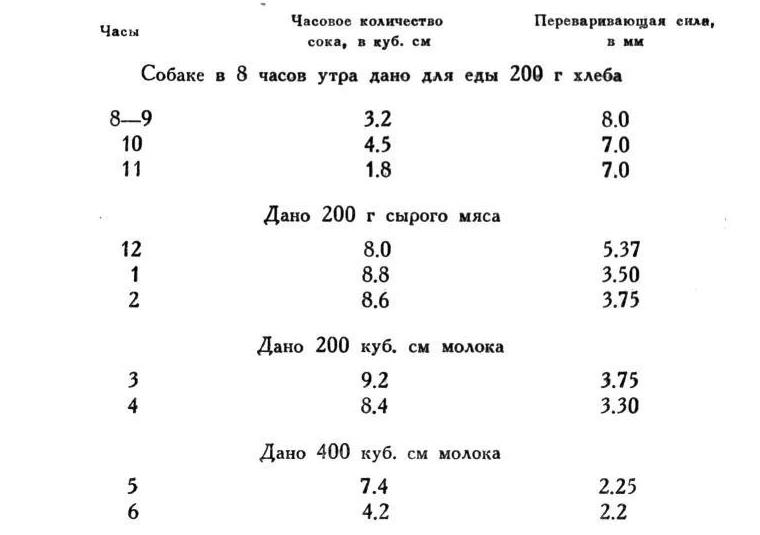 Часы Часовое количество сока, в куб. см Переваривающая сила, в мм
Собаке в 8 часов утра дано для еды 200 г хлеба
8—9 3.2 8.0
10 4.5 7.0
11 1.8 7.0
Дано 200 г сырого мяса
12 8.0 5.37
1 8.8 3.50
2 8.6 3.75
Дано 200 куб. см молока
3 9.2 3.75
4 8.4 3.30
Дано 400 куб. см молока
5 7.4 2.25
6 4.2 2.2